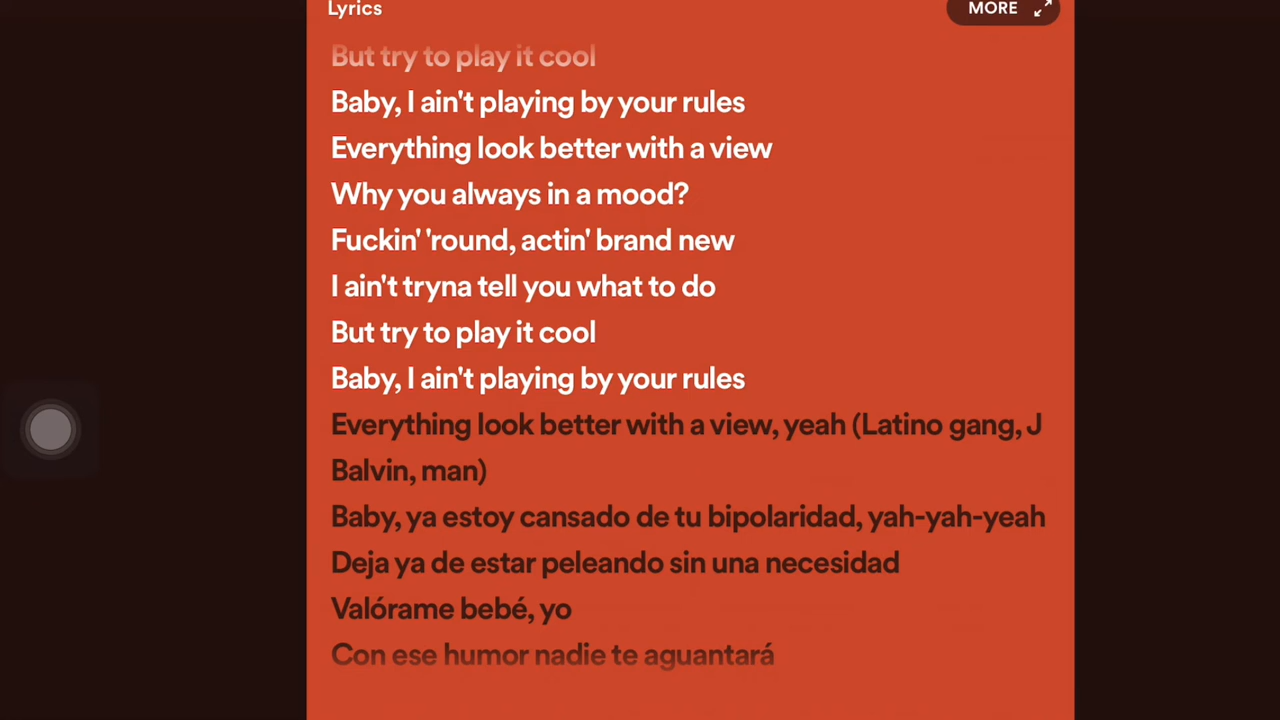 Lyrics
MORE
But try to play it cool
Baby, I ain't playing by your rules
Everything look better with a view
Why you always in a mood?
Fuckin' 'round, actin' brand new
I ain't tryna tell you what to do
But try to play it cool
Baby, I ain't playing by your rules
Everything look better with a view, yeah (Latino gang, J
Balvin, man)
Baby, ya estoy cansado de tu bipolaridad, yah-yah-yeah
Deja ya de estar peleando sin una necesidad
Valórame bebé, yo
Con ese humor nadie te aguantará